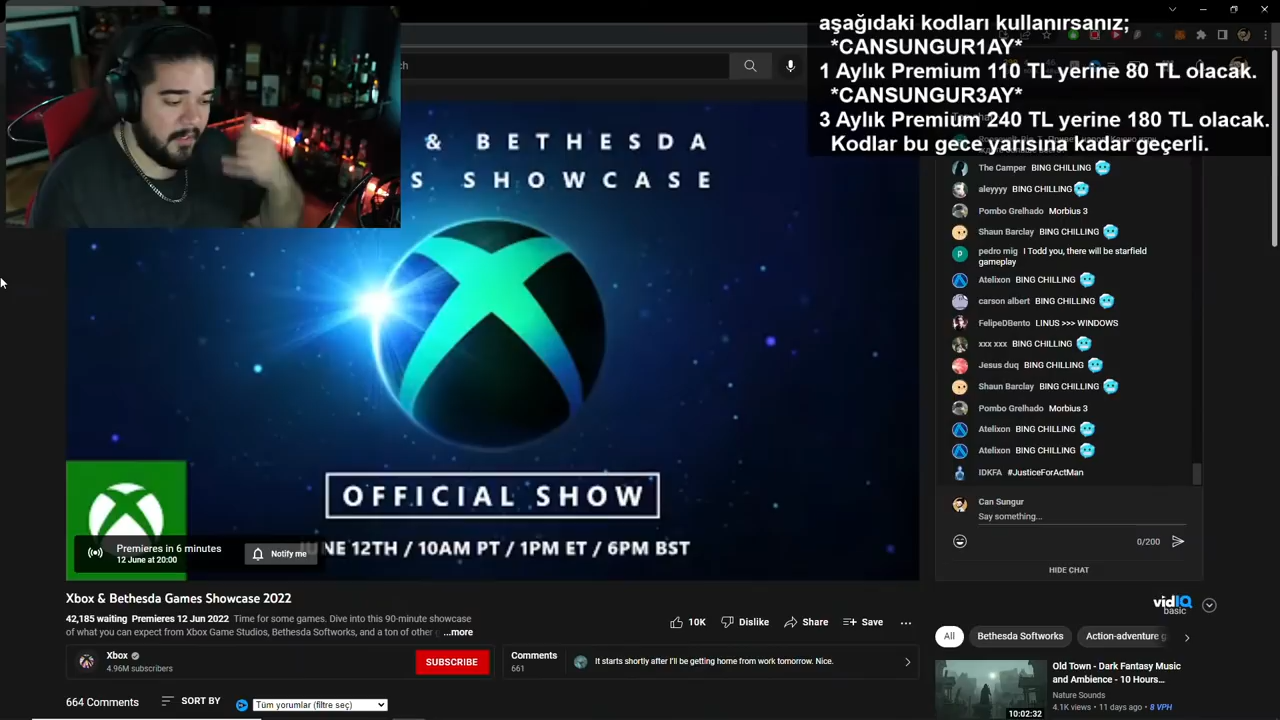 aşağıdaki kodları kullanırsanız;
*CANSUNGUR1AY*
1 Aylık Premium 110 TL yerine 80 TL olacak.
*CANSUNGUR3AY*
3 Aylık Premium 240 TL yerine 180 TL olacak.
Kodlar bu gece yarısına kadar geçerli.
ch
& BETHESDA
S SHOWCASE
OFFICIAL SHOW
UNE 12TH / 10AM PT / 1PM ET / 6PM BST
Premieres in 6 minutes
12 June at 20:00
Notify me
The Camper BING CHILLING 🥶
aleyyyy BING CHILLING 🥶
Pombo Grelhado Morbius 3
Shaun Barclay BING CHILLING 🥶
pedro mig I Todd you, there will be starfield
gameplay
Atelixon BING CHILLING 🥶
carson albert BING CHILLING 🥶
FelipeDBento LINUS >>> WINDOWS
xxx xxx BING CHILLING 🥶
Jesus duq BING CHILLING 🥶
Shaun Barclay BING CHILLING 🥶
Pombo Grelhado Morbius 3
Atelixon BING CHILLING 🥶
Atelixon BING CHILLING 🥶
IDKFA #JusticeForActMan
Can Sungur
Say something...
0/200
HIDE CHAT
Xbox & Bethesda Games Showcase 2022
42,185 waiting Premieres 12 Jun 2022 Time for some games. Dive into this 90-minute showcase
of what you can expect from Xbox Game Studios, Bethesda Softworks, and a ton of other ...more
10K Dislike Share Save
Xbox
4.96M subscribers
SUBSCRIBE
Comments
661
It starts shortly after I'll be getting home from work tomorrow. Nice.
664 Comments SORT BY Tüm yorumlar (filtre seç)
vidIQ
basic
All Bethesda Softworks Action-adventure g
Old Town - Dark Fantasy Music
and Ambience - 10 Hours...
Nature Sounds
4.1K views • 11 days ago • 8 VPH
10:02:32